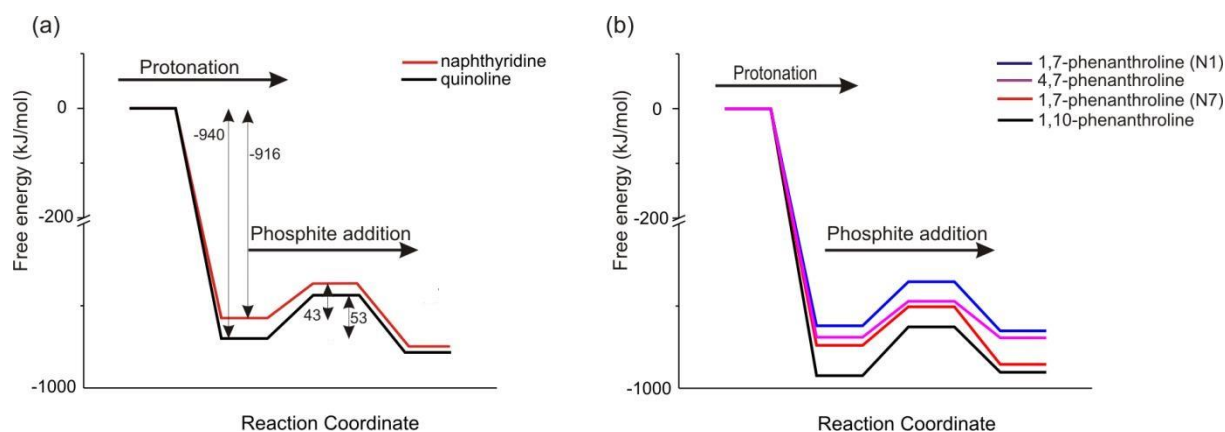 (a)
naphthyridine
quinoline
Protonation
0
-940
-916
-200
Free energy (kJ/mol)
Phosphite addition
43
53
-1000
Reaction Coordinate
(b)
1,7-phenanthroline (N1)
4,7-phenanthroline
1,7-phenanthroline (N7)
1,10-phenanthroline
Protonation
0
-200
Free energy (kJ/mol)
Phosphite addition
-1000
Reaction Coordinate